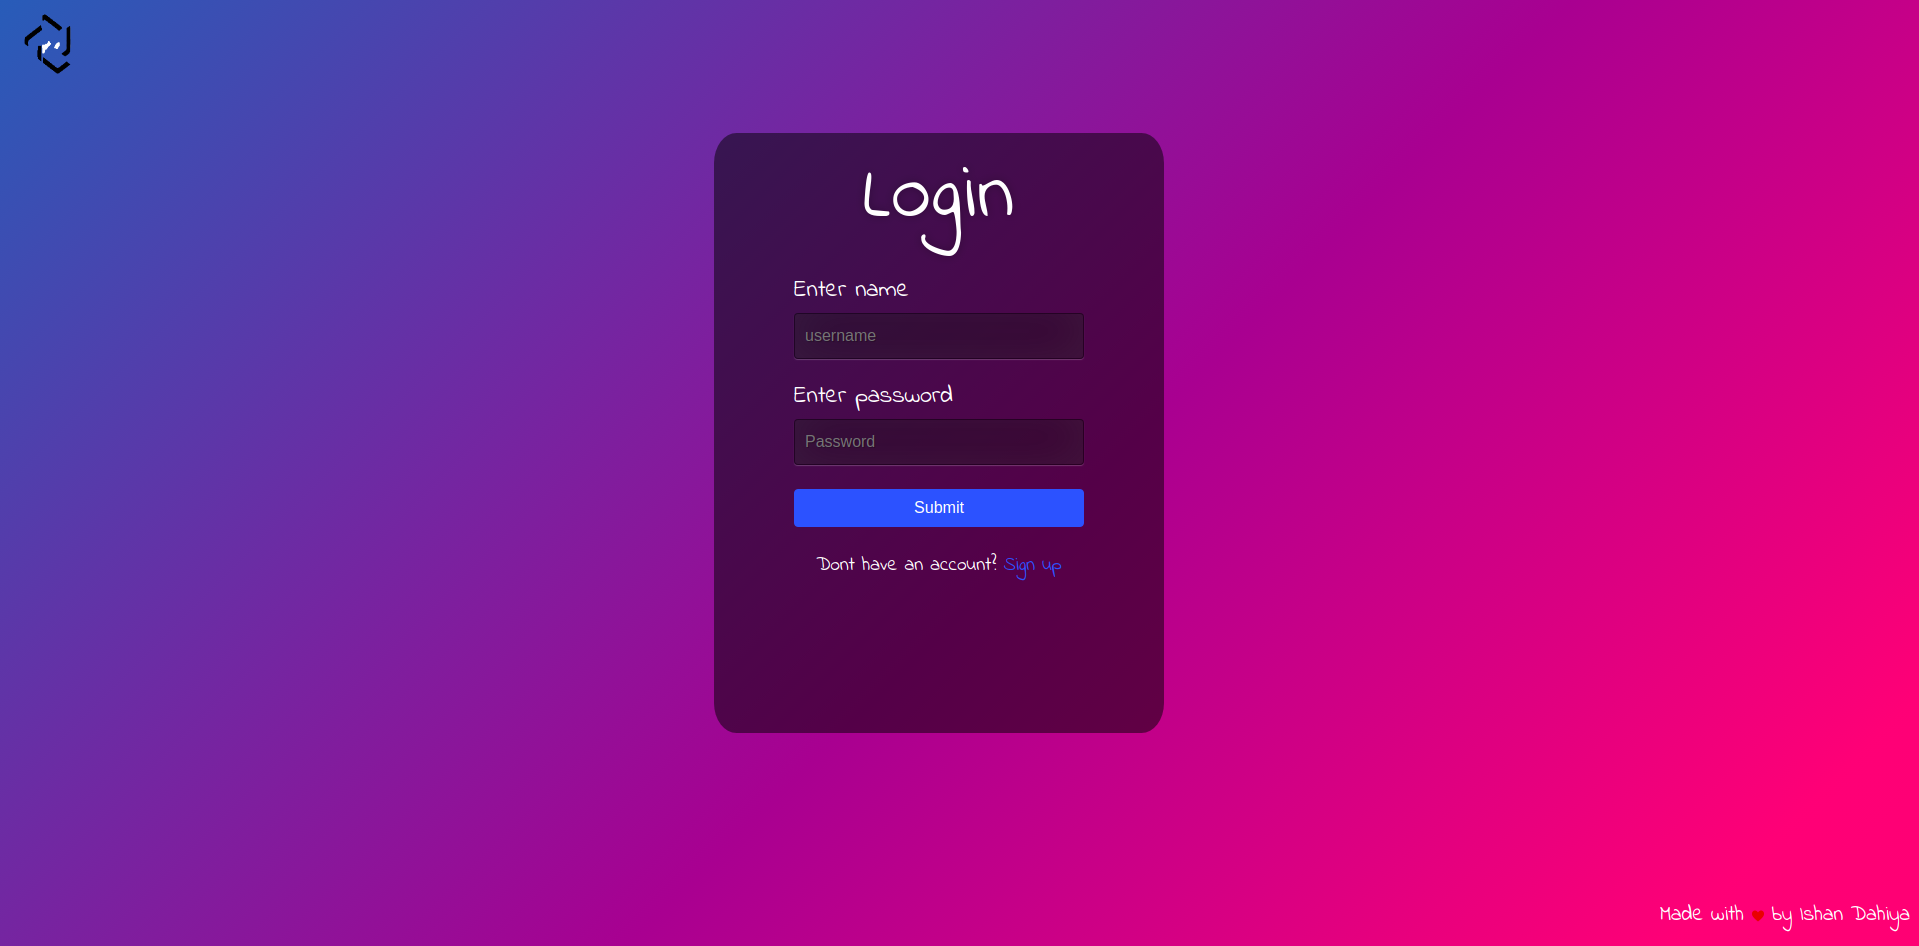 Login
Enter name
username
Enter password
Password
Submit
Dont have an account? Sign up
Made with ❤ by Ishan Dahiya